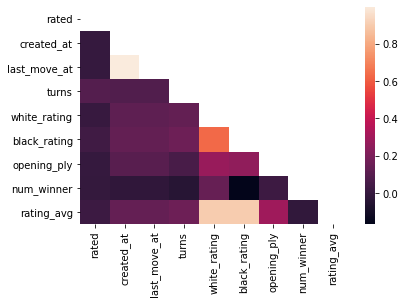 rated
created_at
last_move_at
turns
white_rating
black_rating
opening_ply
num_winner
rating_avg
rated
created_at
last_move_at
turns
white_rating
black_rating
opening_ply
num_winner
rating_avg
0.8
0.6
0.4
0.2
0.0